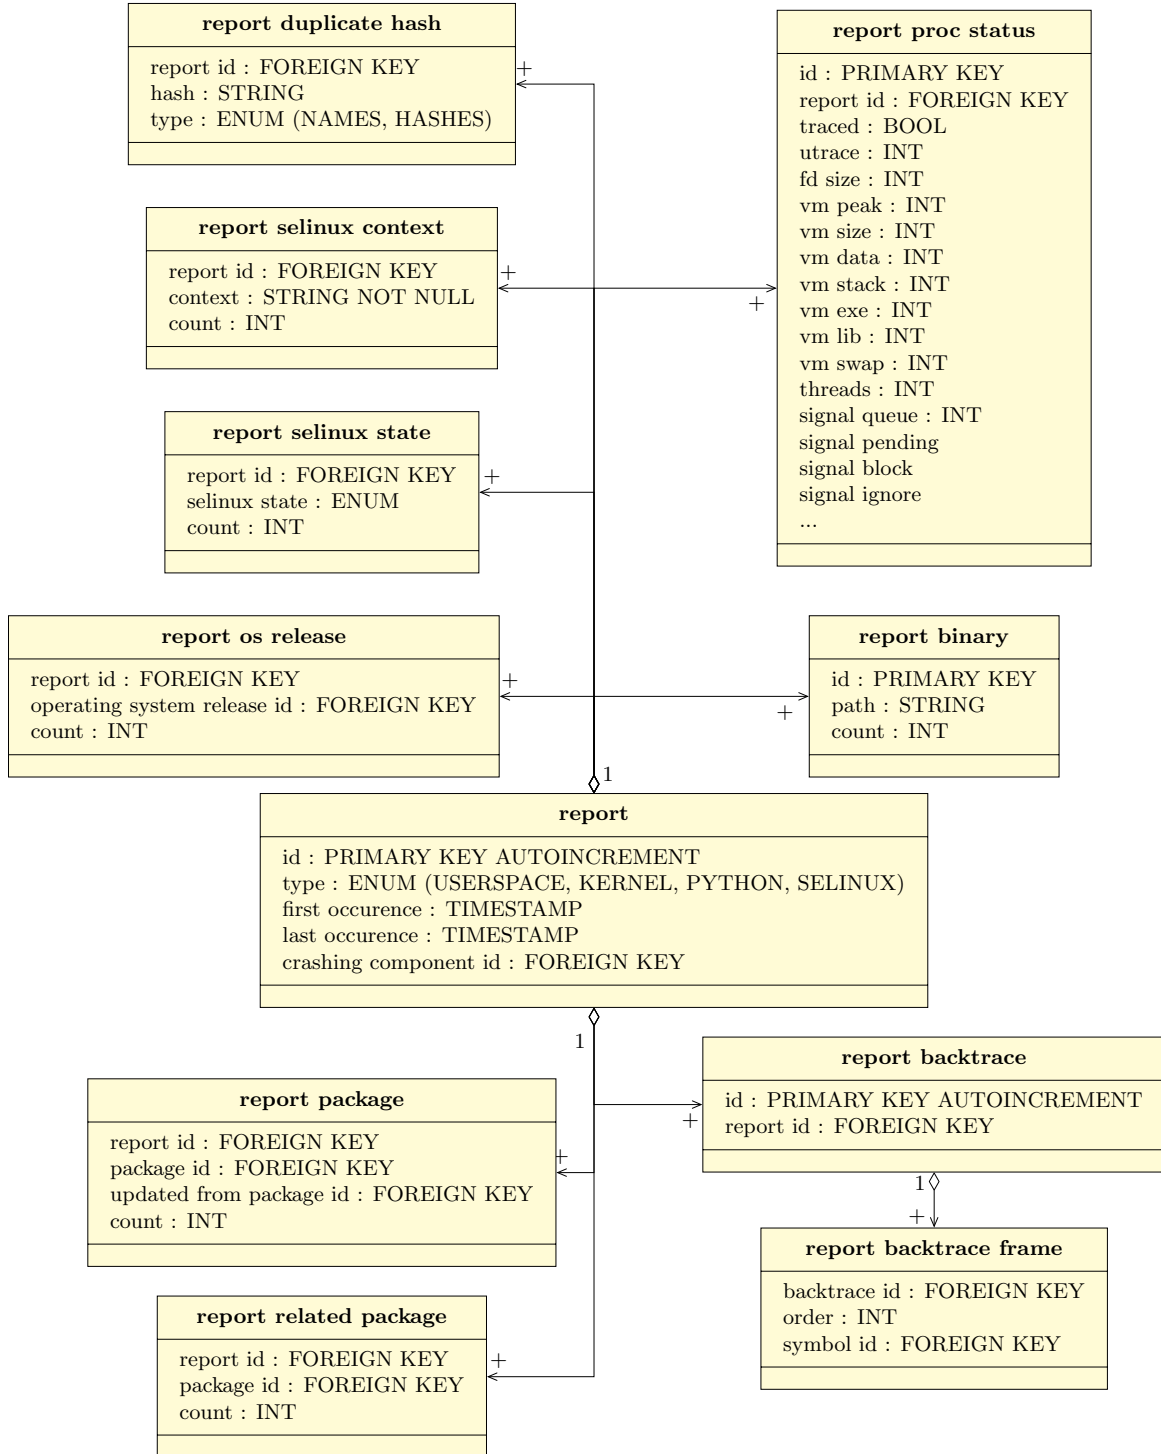 report duplicate hash
report id : FOREIGN KEY
hash : STRING
type : ENUM (NAMES, HASHES)
+
report proc status
id : PRIMARY KEY
report id : FOREIGN KEY
traced : BOOL
utrace : INT
fd size : INT
vm peak : INT
vm size : INT
vm data : INT
vm stack : INT
vm exe : INT
vm lib : INT
vm swap : INT
threads : INT
signal queue : INT
signal pending
signal block
signal ignore
...
+
report selinux context
report id : FOREIGN KEY
context : STRING NOT NULL
count : INT
+
report selinux state
report id : FOREIGN KEY
selinux state : ENUM
count : INT
+
report os release
report id : FOREIGN KEY
operating system release id : FOREIGN KEY
count : INT
+
report binary
id : PRIMARY KEY
path : STRING
count : INT
+
1
report
id : PRIMARY KEY AUTOINCREMENT
type : ENUM (USERSPACE, KERNEL, PYTHON, SELINUX)
first occurence : TIMESTAMP
last occurence : TIMESTAMP
crashing component id : FOREIGN KEY
1
report backtrace
id : PRIMARY KEY AUTOINCREMENT
report id : FOREIGN KEY
+
report package
report id : FOREIGN KEY
package id : FOREIGN KEY
updated from package id : FOREIGN KEY
count : INT
+
1
+
report backtrace frame
backtrace id : FOREIGN KEY
order : INT
symbol id : FOREIGN KEY
report related package
report id : FOREIGN KEY
package id : FOREIGN KEY
count : INT
+